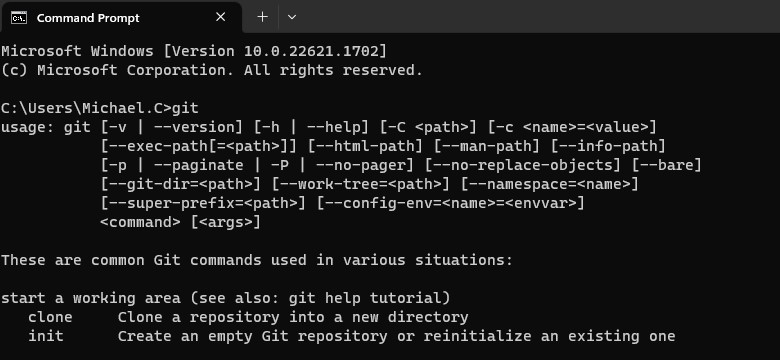 Command Prompt
Microsoft Windows [Version 10.0.22621.1702]
(c) Microsoft Corporation. All rights reserved.
C:\Users\Michael.C>git
usage: git [-v | --version] [-h | --help] [-C <path>] [-c <name>=<value>]
           [--exec-path[=<path>]] [--html-path] [--man-path] [--info-path]
           [-p | --paginate | -P | --no-pager] [--no-replace-objects] [--bare]
           [--git-dir=<path>] [--work-tree=<path>] [--namespace=<name>]
           [--super-prefix=<path>] [--config-env=<name>=<envvar>]
           <command> [<args>]
These are common Git commands used in various situations:
start a working area (see also: git help tutorial)
   clone     Clone a repository into a new directory
   init      Create an empty Git repository or reinitialize an existing one